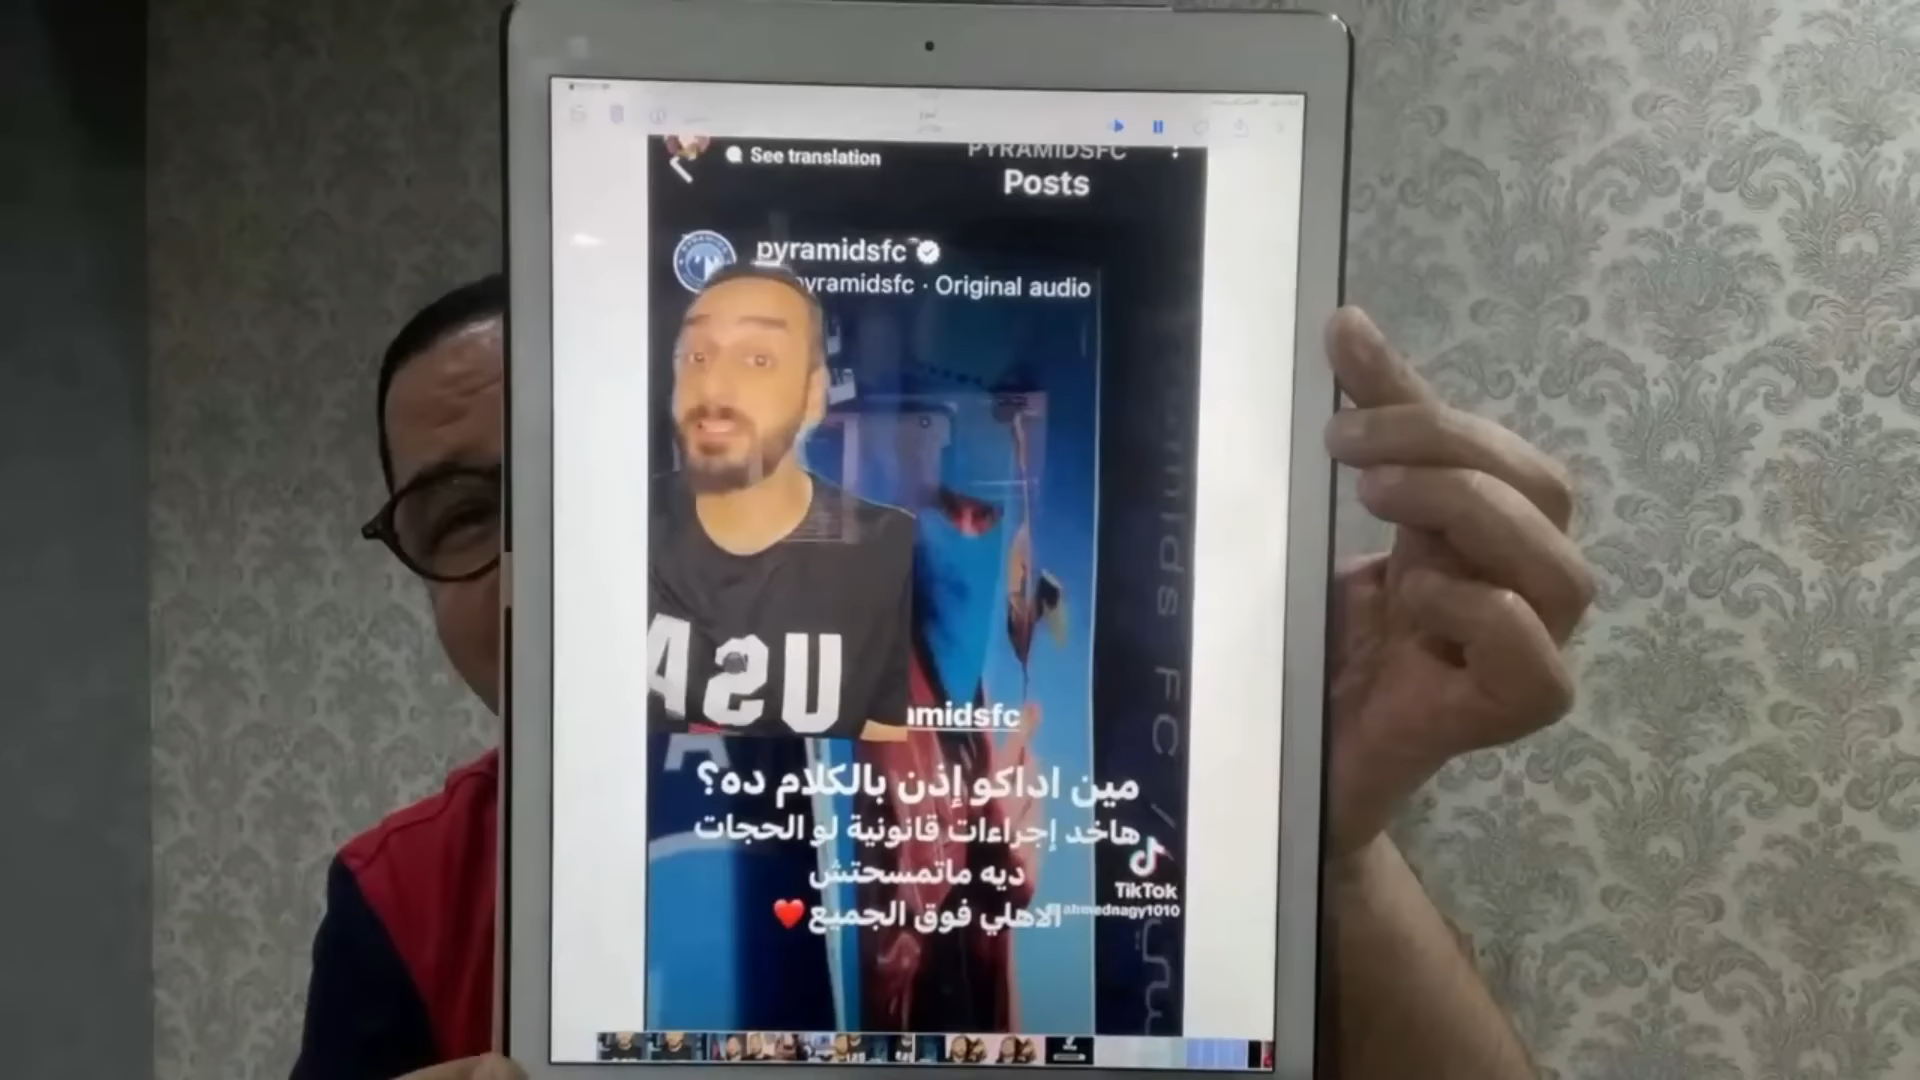 See translation
PYRAMIDSFC
Posts
pyramidsfc
pyramidsfc · Original audio
USA
amidsfc
مين اداكو إذن بالكلام ده؟
هاخد إجراءات قانونية لو الحجات
ديه ماتمسحتش
الاهلي فوق الجميع❤️
TikTok
ahmednagy1010